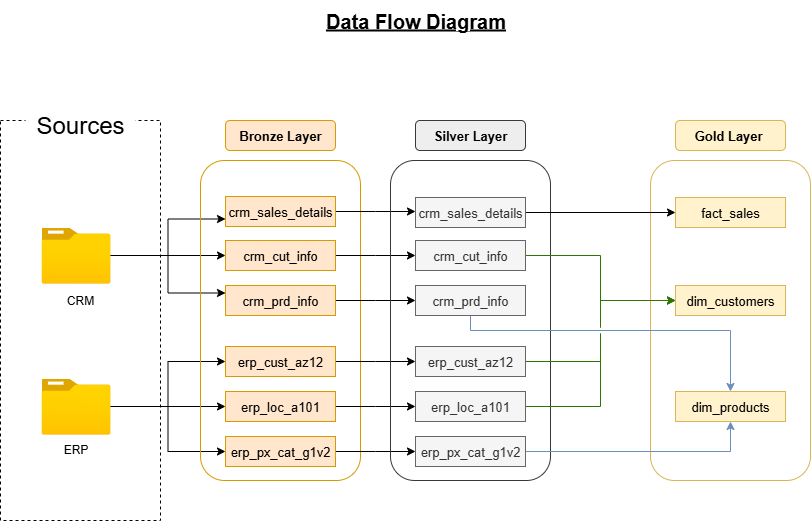 Data Flow Diagram
Sources
Bronze Layer
Silver Layer
Gold Layer
crm_sales_details
crm_sales_details
fact_sales
crm_cut_info
crm_cut_info
CRM
crm_prd_info
crm_prd_info
dim_customers
erp_cust_az12
erp_cust_az12
erp_loc_a101
erp_loc_a101
dim_products
ERP
erp_px_cat_g1v2
erp_px_cat_g1v2